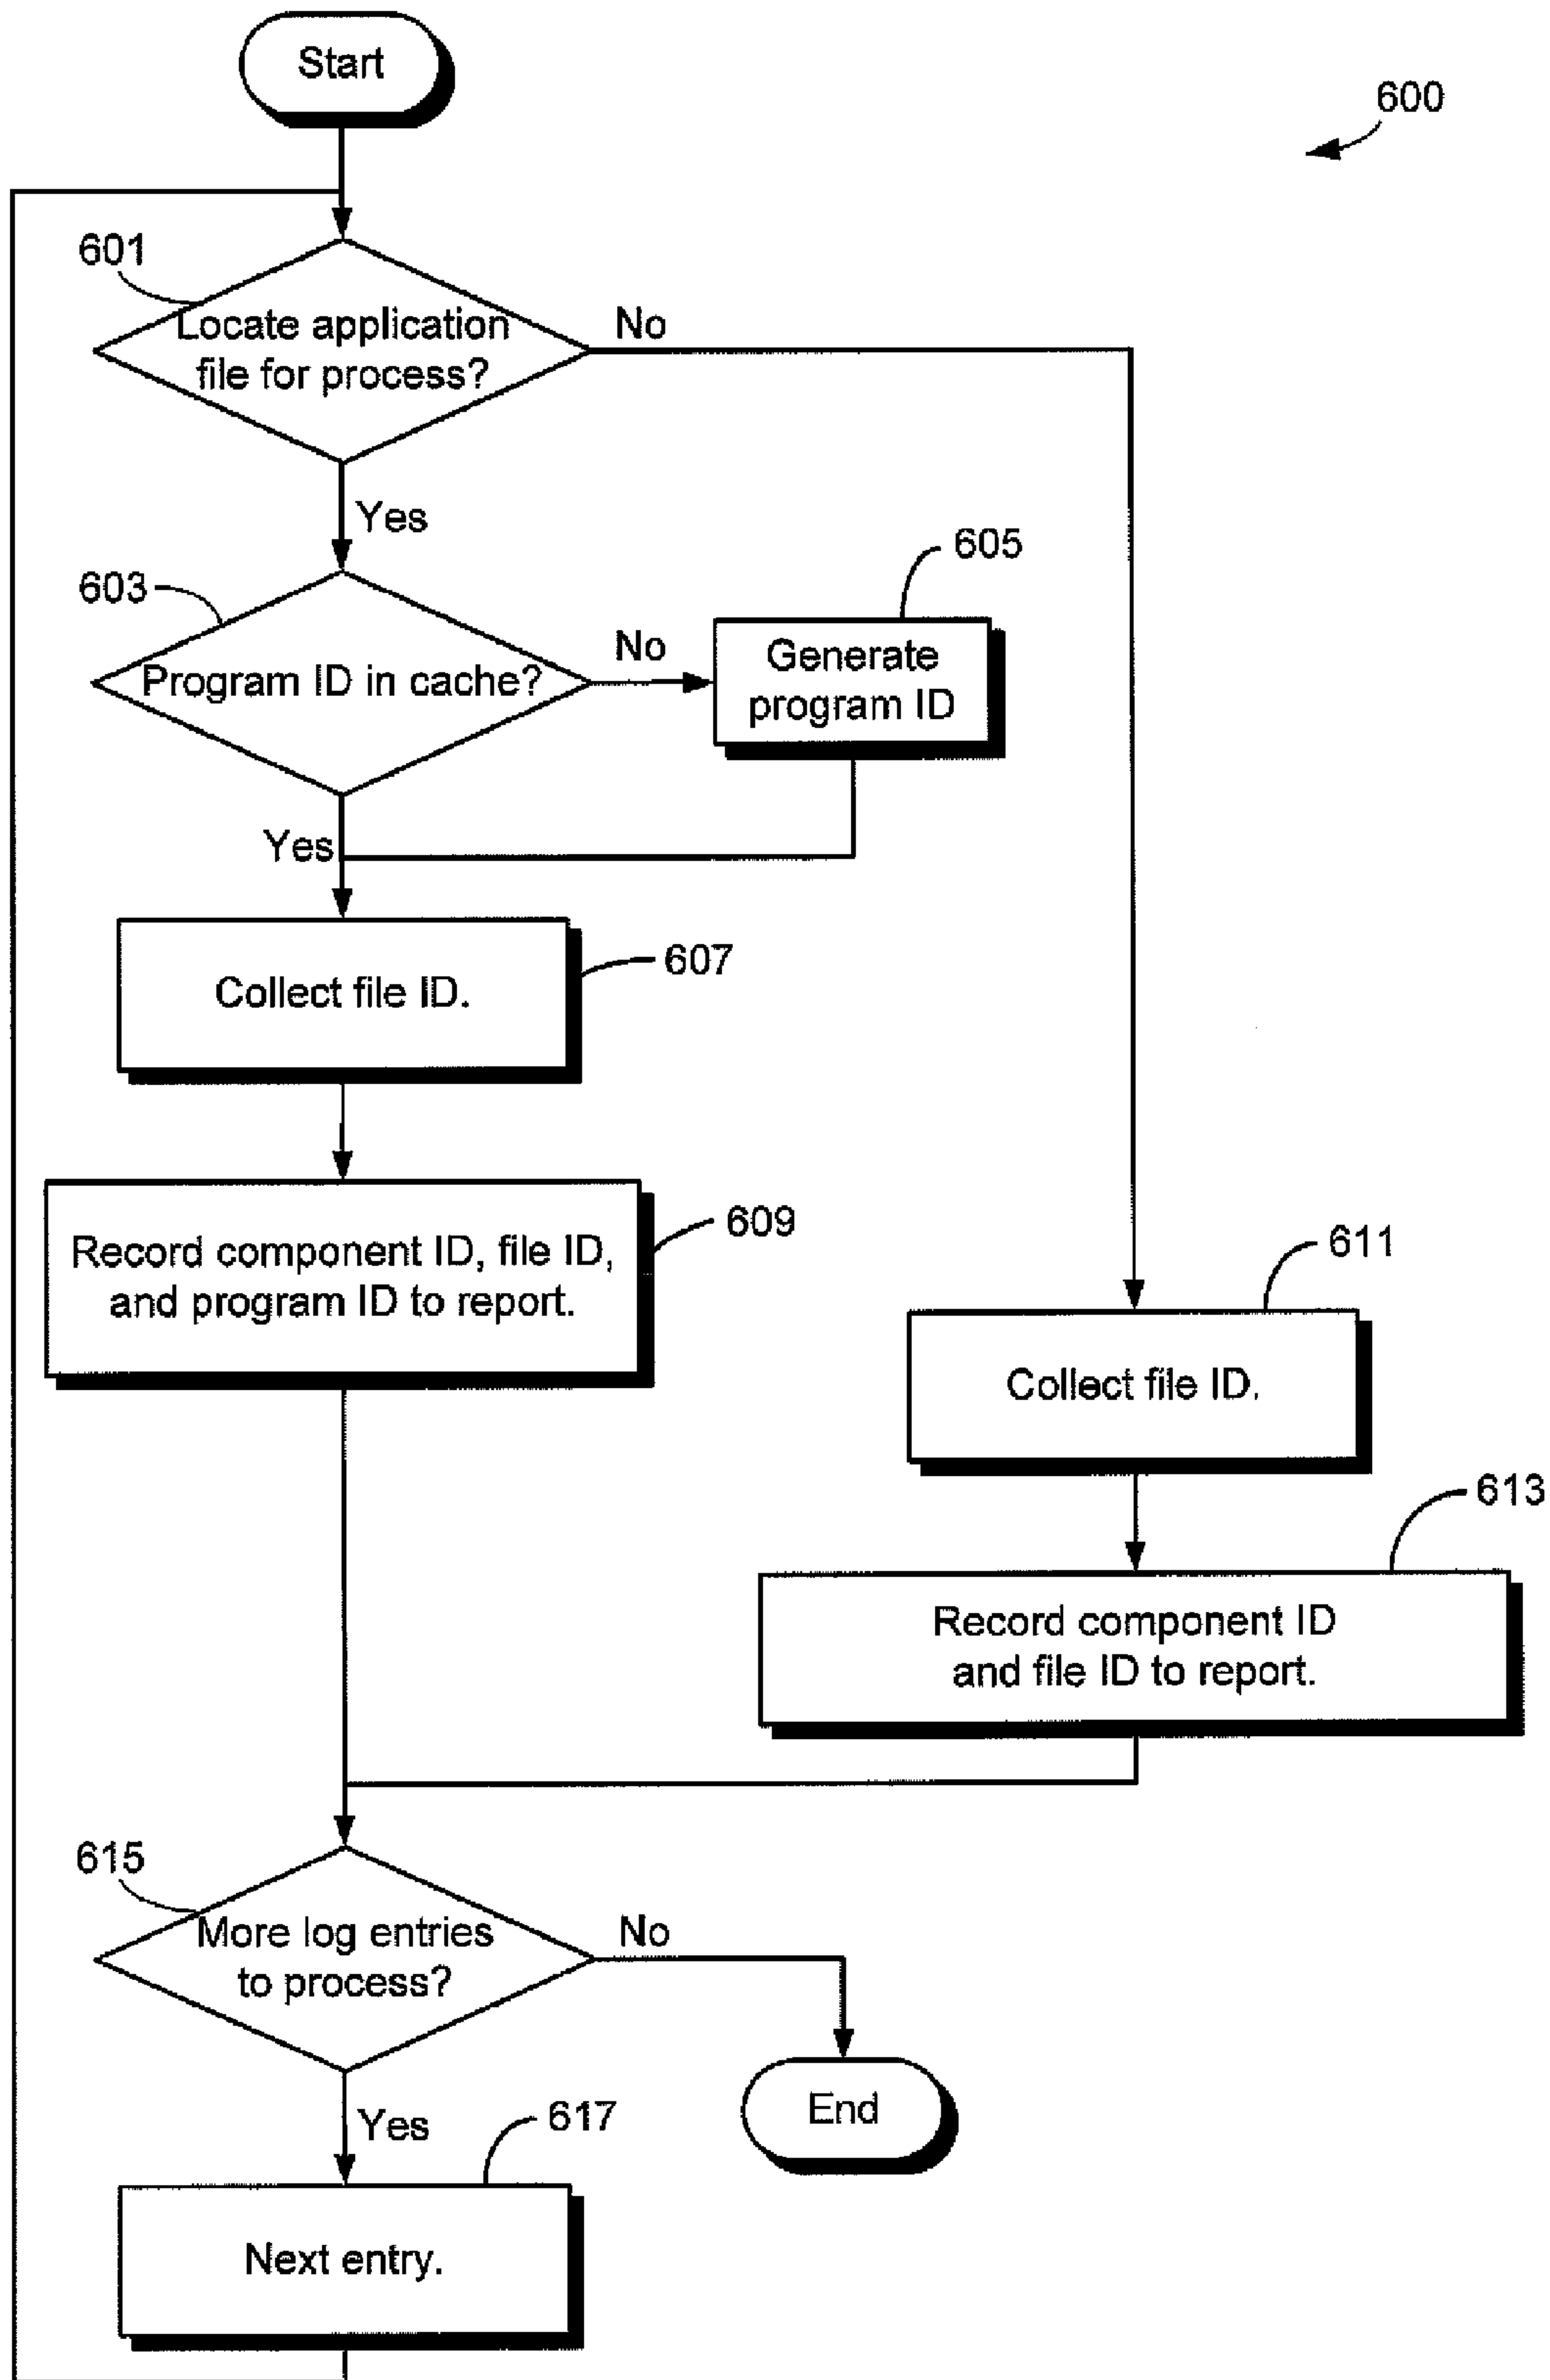 Start
600
601
Locate application
file for process?
No
Yes
603
Program ID in cache?
No
605
Generate
program ID
Yes
Collect file ID.
607
Record component ID, file ID,
and program ID to report.
609
611
Collect file ID.
613
Record component ID
and file ID to report.
615
More log entries
to process?
No
End
Yes
617
Next entry.